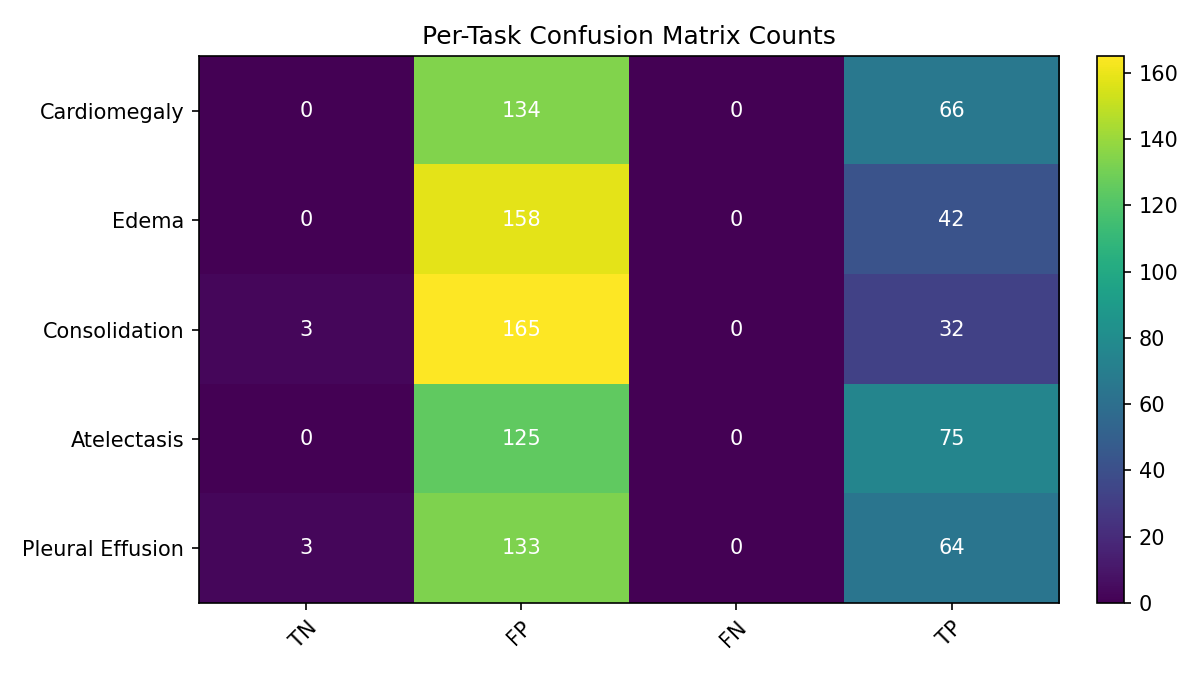 Per-Task Confusion Matrix Counts
Cardiomegaly 0 134 0 66
Edema 0 158 0 42
Consolidation 3 165 0 32
Atelectasis 0 125 0 75
Pleural Effusion 3 133 0 64
TN FP FN TP
160
140
120
100
80
60
40
20
0